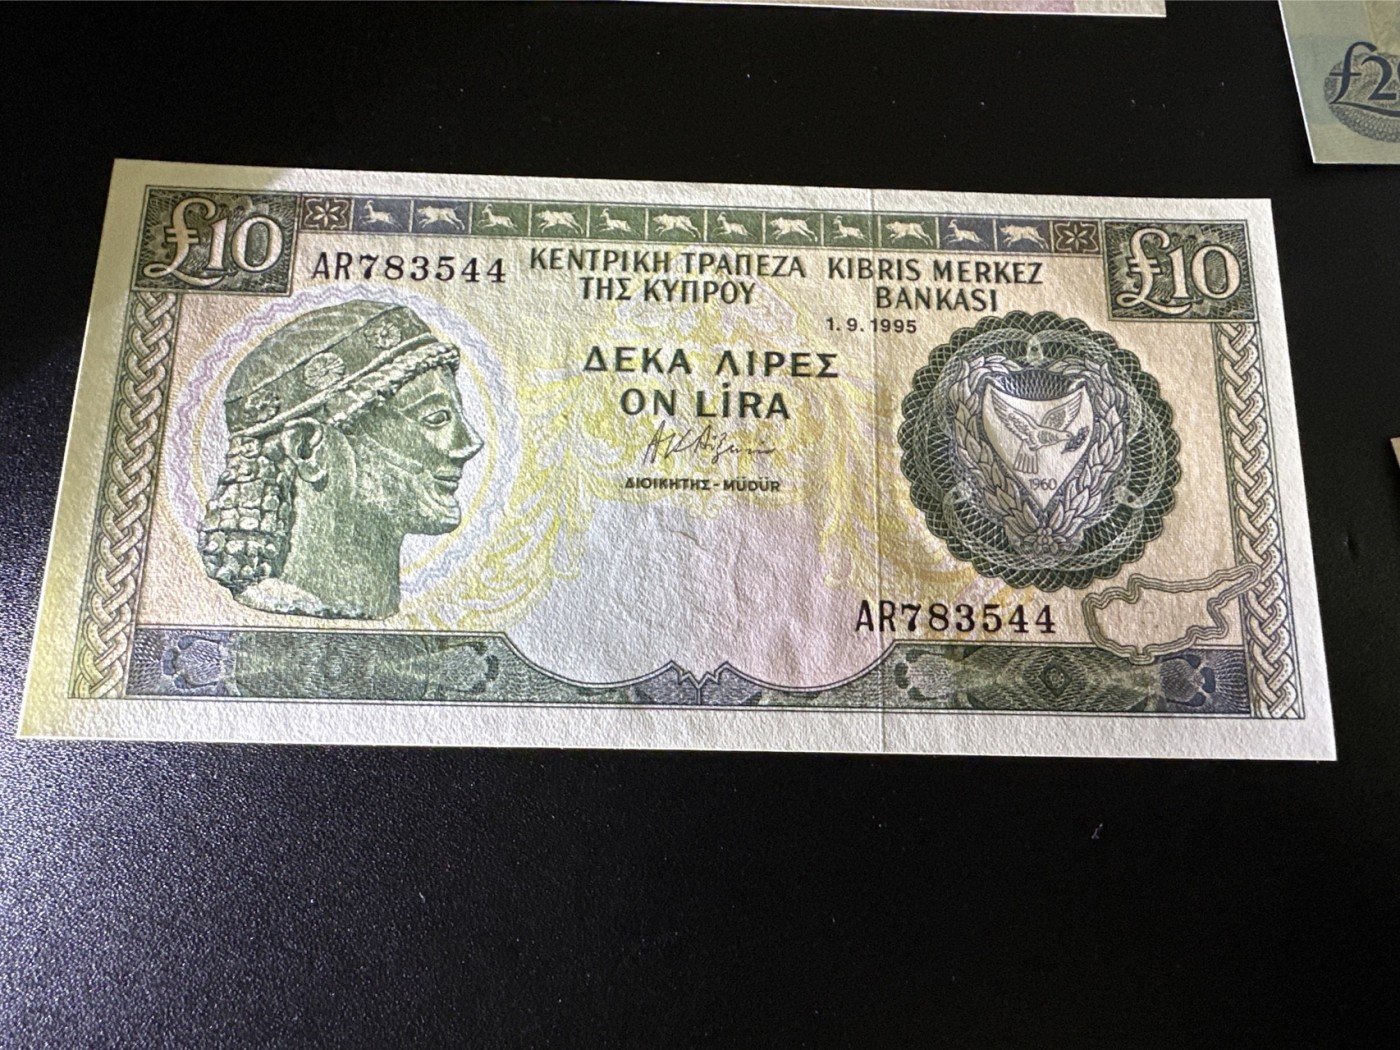 £10
AR783544
ΚΕΝΤΡΙΚΗ ΤΡΑΠΕΖΑ
ΤΗΣ ΚΥΠΡΟΥ
KIBRIS MERKEZ
BANKASI
£10
1.9.1995
ΔΕΚΑ ΛΙΡΕΣ
ON LİRA
ΔΙΟΙΚΗΤΗΣ - MÜDÜR
1960
AR783544